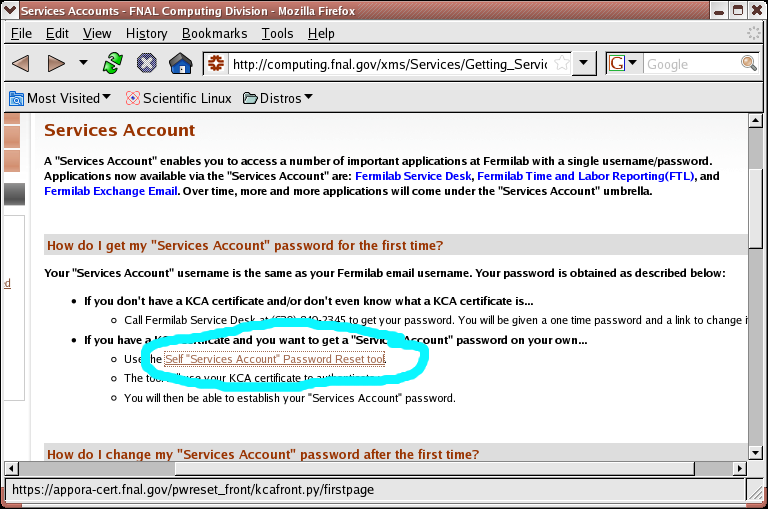 Services Accounts - FNAL Computing Division - Mozilla Firefox
File Edit View History Bookmarks Tools Help
http://computing.fnal.gov/xms/Services/Getting_Servic
G Google
Most Visited Scientific Linux Distros
Services Account
A "Services Account" enables you to access a number of important applications at Fermilab with a single username/password.
Applications now available via the "Services Account" are: Fermilab Service Desk, Fermilab Time and Labor Reporting(FTL), and
Fermilab Exchange Email. Over time, more and more applications will come under the "Services Account" umbrella.
How do I get my "Services Account" password for the first time?
Your "Services Account" username is the same as your Fermilab email username. Your password is obtained as described below:
ed
If you don't have a KCA certificate and/or don't even know what a KCA certificate is...
Call Fermilab Service Desk at 840-2345 to get your password. You will be given a one time password and a link to change i
If you have a certificate and you want to get a "Services Account" password on your own...
Use the Self "Services Account" Password Reset tool.
The use your KCA certificate to
You will then be able to establish your "Services Account" password.
How do I change my "Services Account" password after the first time?
https://appora-cert.fnal.gov/pwreset_front/kcafront.py/firstpage